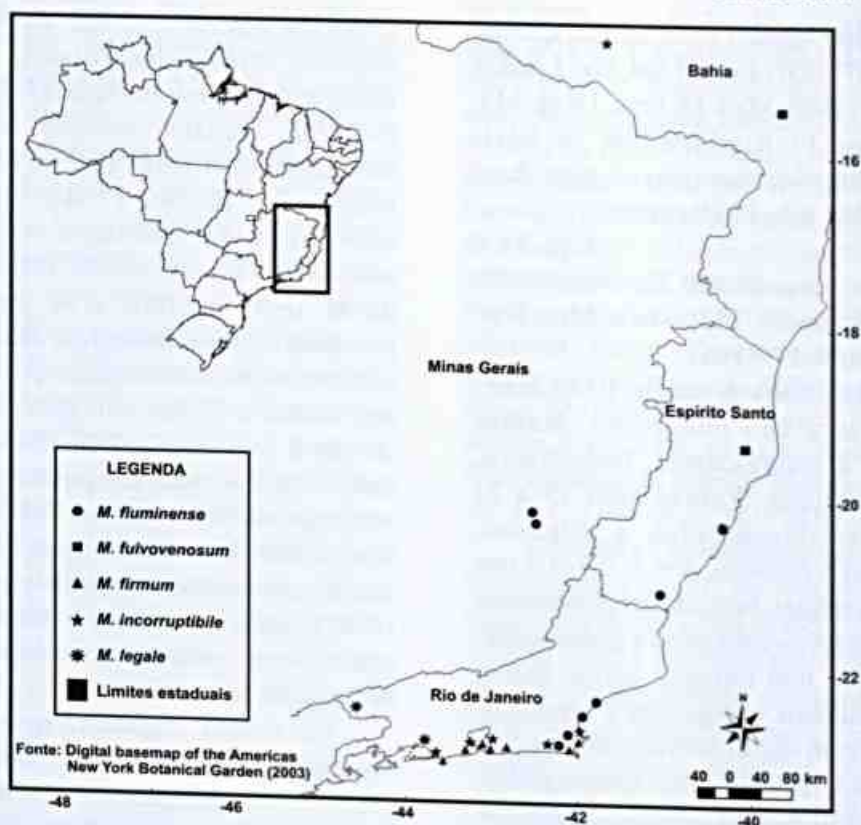 Bahia
-16
-18
Minas Gerais
Espirito Santo
LEGENDA
M. fluminense
M. fulvovenosum
M. firmum
M. incorruptibile
M. legale
Limites estaduais
-20
-22
Rio de Janeiro
N
Fonte: Digital basemap of the Americas
New York Botanical Garden (2003)
40 0 40 80 km
-48 -46 -44 -42 -40